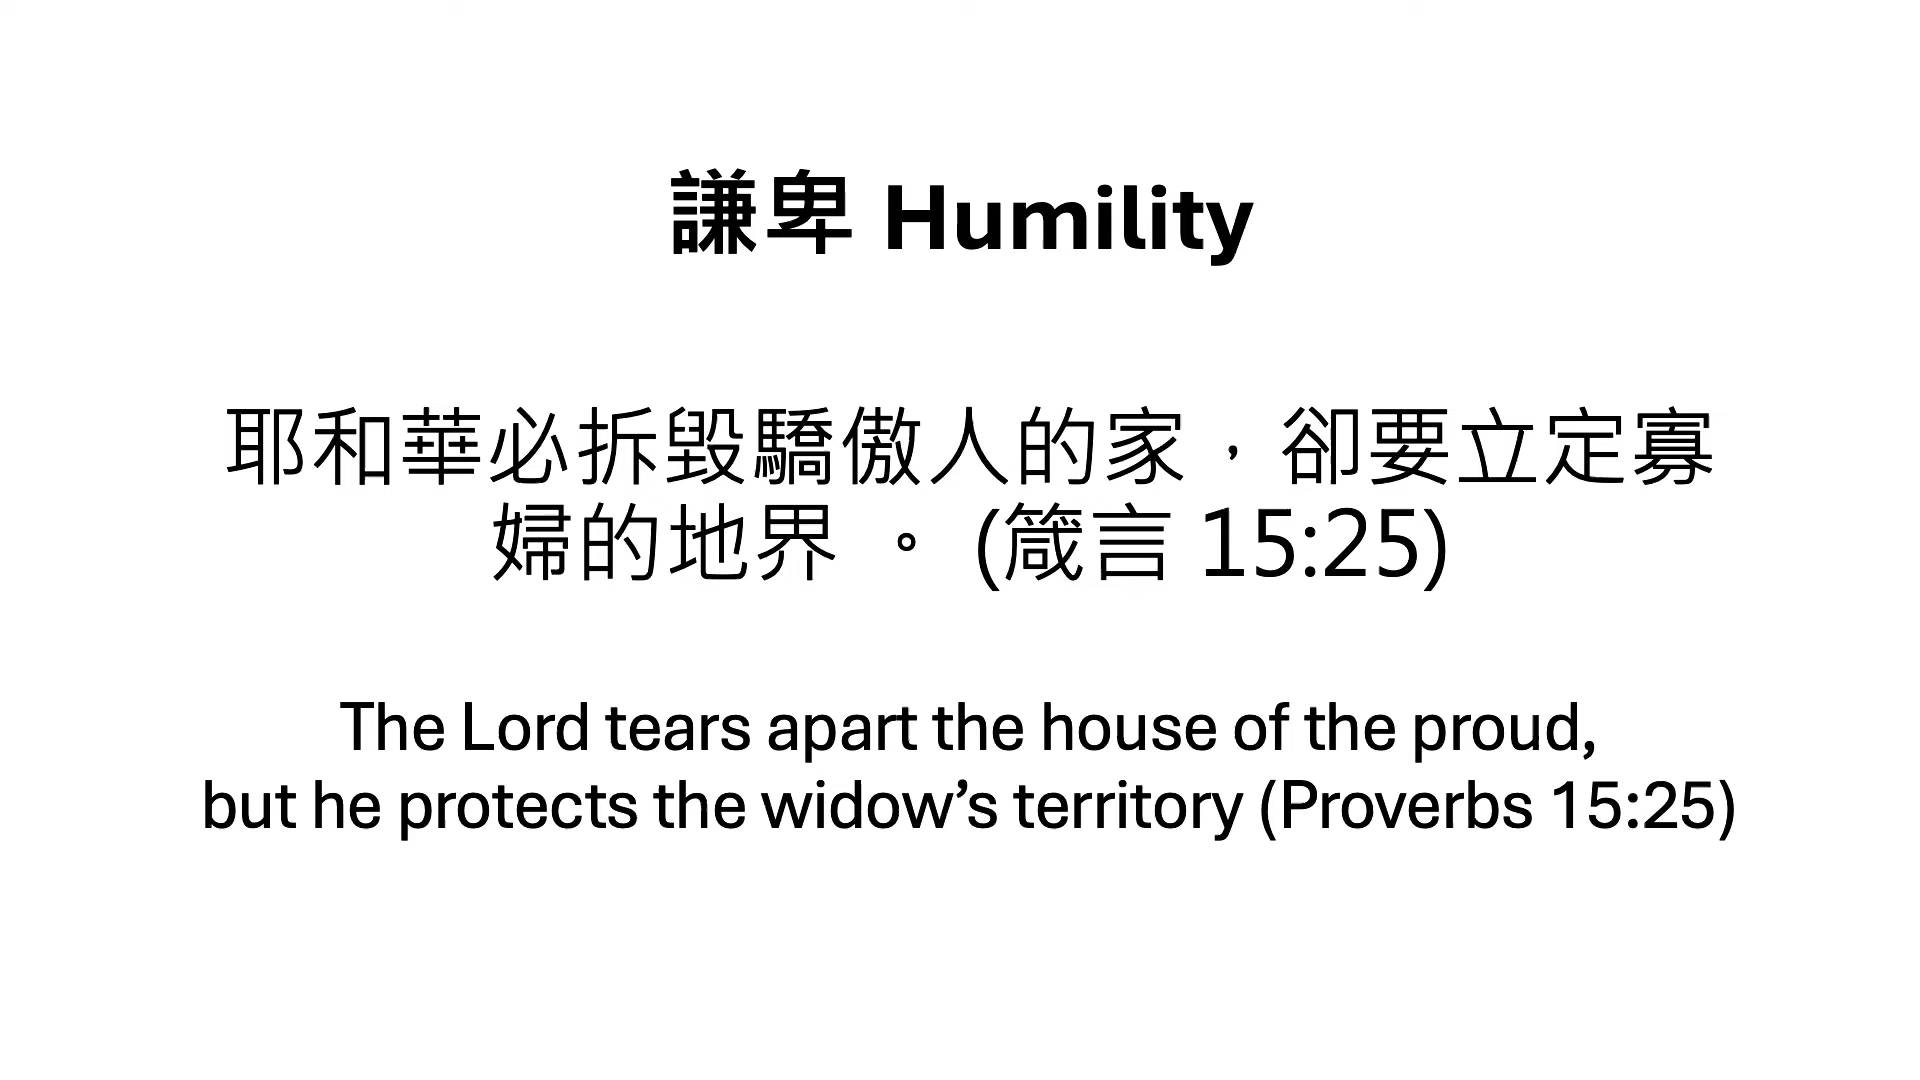 謙卑 Humility
耶和華必拆毀驕傲人的家，卻要立定寡
婦的地界 。 (箴言 15:25)
The Lord tears apart the house of the proud,
but he protects the widow’s territory (Proverbs 15:25)